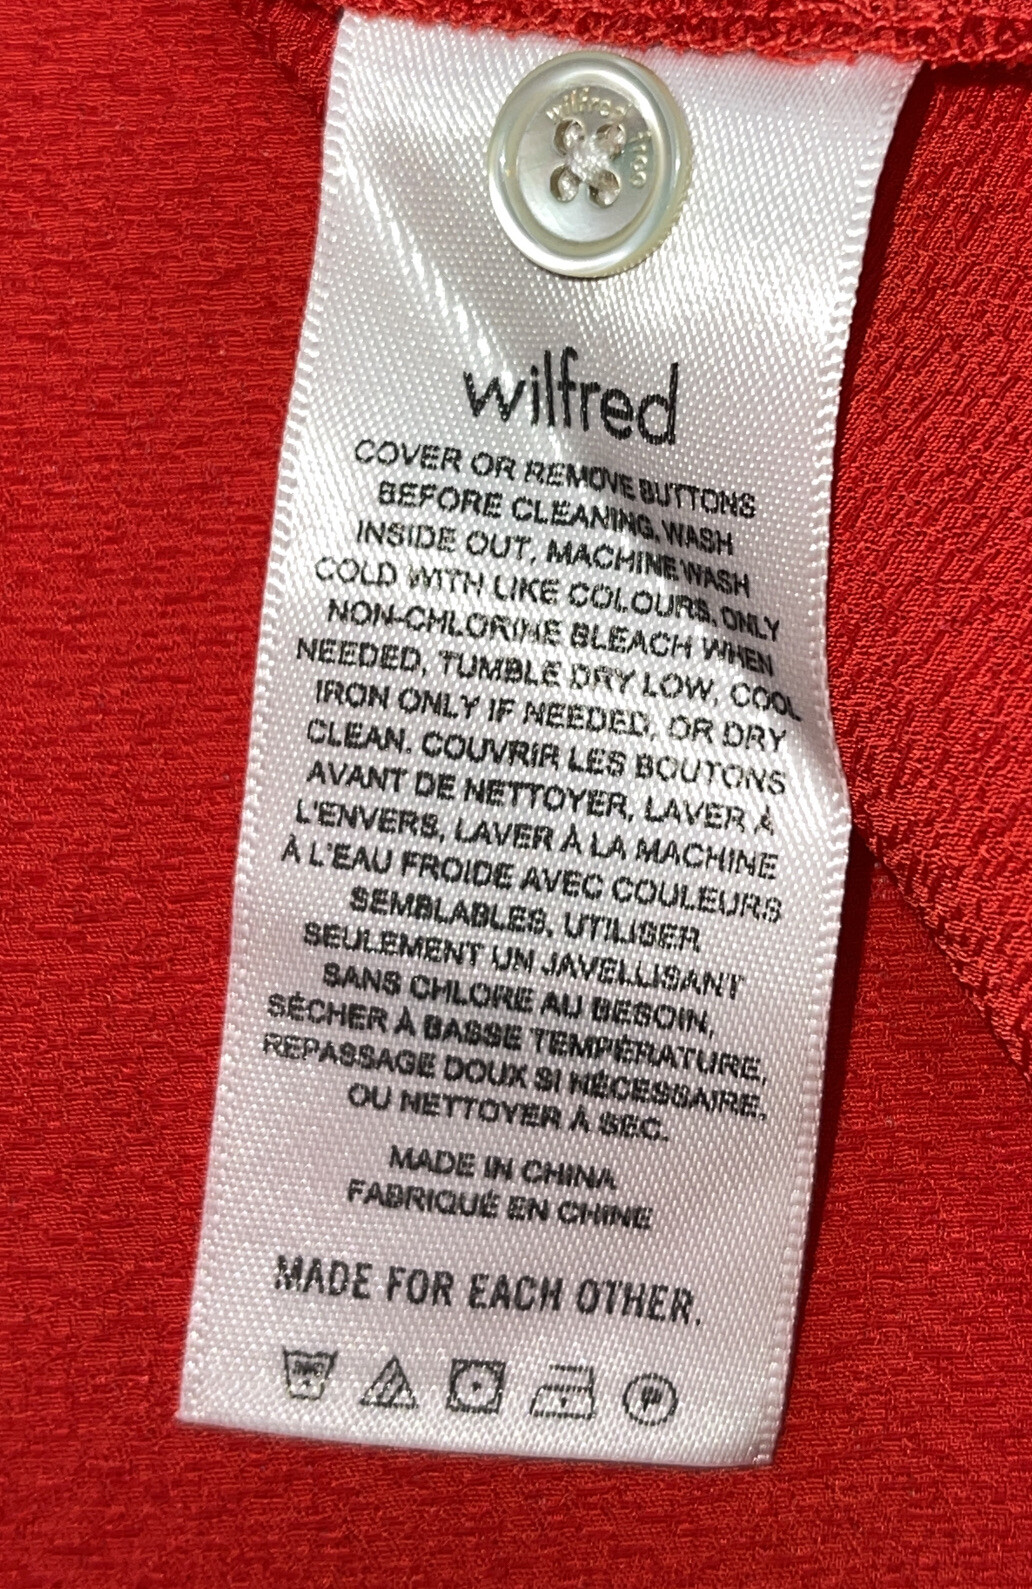 wilfred free
wilfred
COVER OR REMOVE BUTTONS
BEFORE CLEANING. WASH
INSIDE OUT, MACHINE WASH
COLD WITH LIKE COLOURS. ONLY
NON-CHLORINE BLEACH WHEN
NEEDED, TUMBLE DRY LOW, COOL
IRON ONLY IF NEEDED, OR DRY
CLEAN. COUVRIR LES BOUTONS
AVANT DE NETTOYER, LAVER À
L'ENVERS, LAVER À LA MACHINE
À L'EAU FROIDE AVEC COULEURS
SEMBLABLES, UTILISER
SEULEMENT UN JAVELLISANT
SANS CHLORE AU BESOIN,
SÉCHER À BASSE TEMPÉRATURE,
REPASSAGE DOUX SI NÉCESSAIRE,
OU NETTOYER À SEC.
MADE IN CHINA
FABRIQUÉ EN CHINE
MADE FOR EACH OTHER.
30C
P